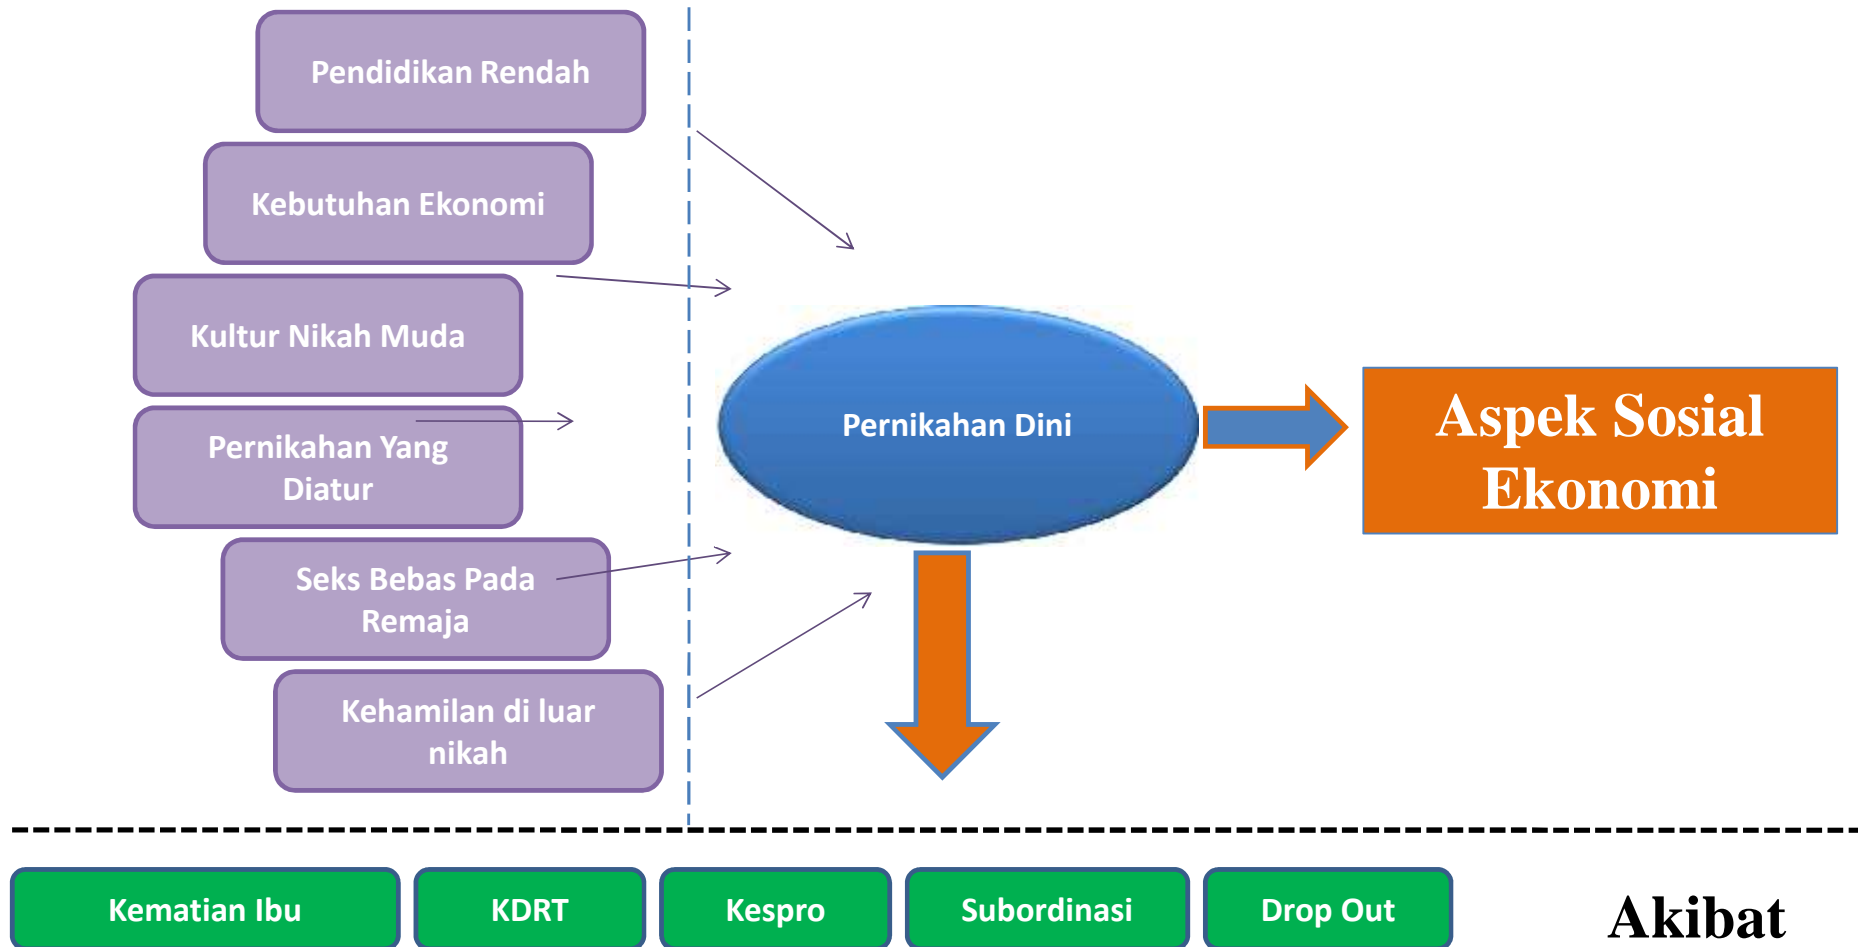 Pendidikan Rendah
Kebutuhan Ekonomi
Kultur Nikah Muda
Pernikahan Yang
Diatur
Seks Bebas Pada
Remaja
Kehamilan di luar
nikah
Pernikahan Dini
Aspek Sosial
Ekonomi
Kematian Ibu
KDRT
Kespro
Subordinasi
Drop Out
Akibat